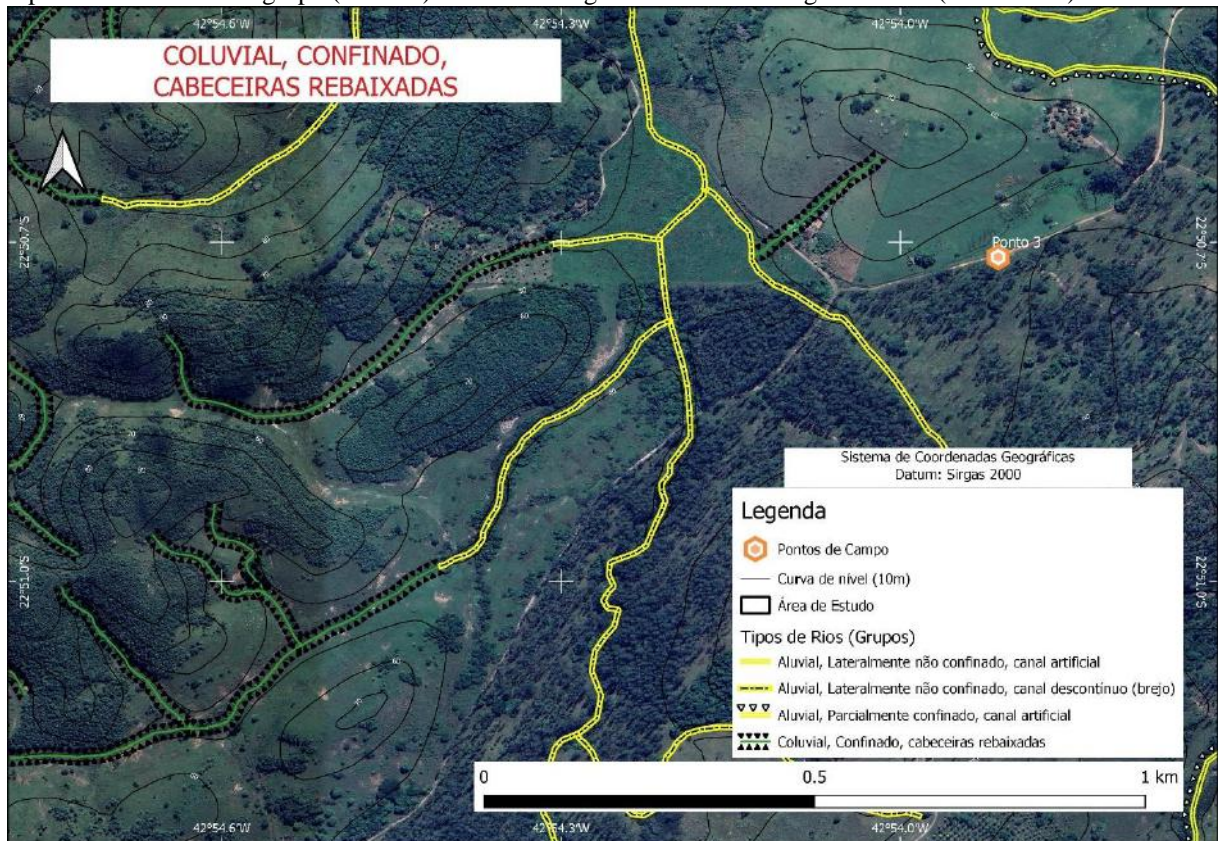 42°54.6'W 42°54.3'W 42°54.0'W
COLUVIAL, CONFINADO,
CABECEIRAS REBAIXADAS
22°50.7'S
22°50.7'S
Ponto 3
22°51.0'S
22°51.0'S
Sistema de Coordenadas Geográficas
Datum: Sirgas 2000
Legenda
Pontos de Campo
Curva de nível (10m)
Área de Estudo
Tipos de Rios (Grupos)
Aluvial, Lateralmente não confinado, canal artificial
Aluvial, Lateralmente não confinado, canal descontínuo (brejo)
Aluvial, Parcialmente confinado, canal artificial
Coluvial, Confinado, cabeceiras rebaixadas
0 0.5 1 km
42°54.6'W 42°54.3'W 42°54.0'W